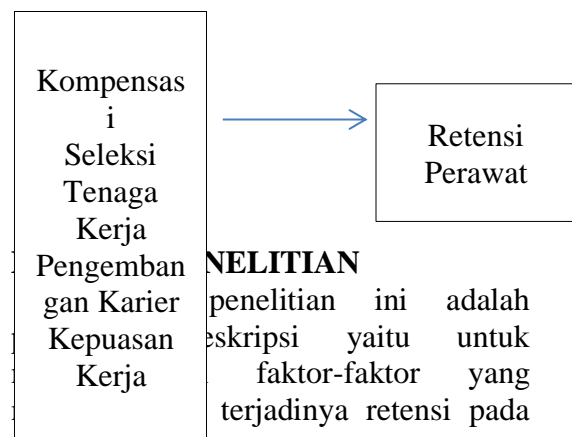 Kompensas
i
Seleksi
Tenaga
Kerja
Pengemban
gan Karier
Kepuasan
Kerja
Retensi
Perawat
NELITIAN
penelitian ini adalah
eskripsi yaitu untuk
faktor-faktor yang
terjadinya retensi pada